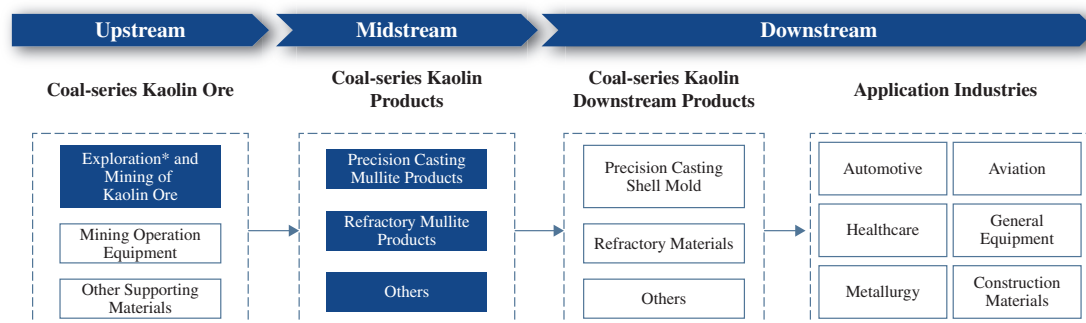 Upstream
Midstream
Downstream
Coal-series Kaolin Ore
Coal-series Kaolin
Products
Coal-series Kaolin
Downstream Products
Application Industries
Exploration* and
Mining of
Kaolin Ore
Mining Operation
Equipment
Other Supporting
Materials
Precision Casting
Mullite Products
Refractory Mullite
Products
Others
Precision Casting
Shell Mold
Refractory Materials
Others
Automotive
Aviation
Healthcare
General
Equipment
Metallurgy
Construction
Materials